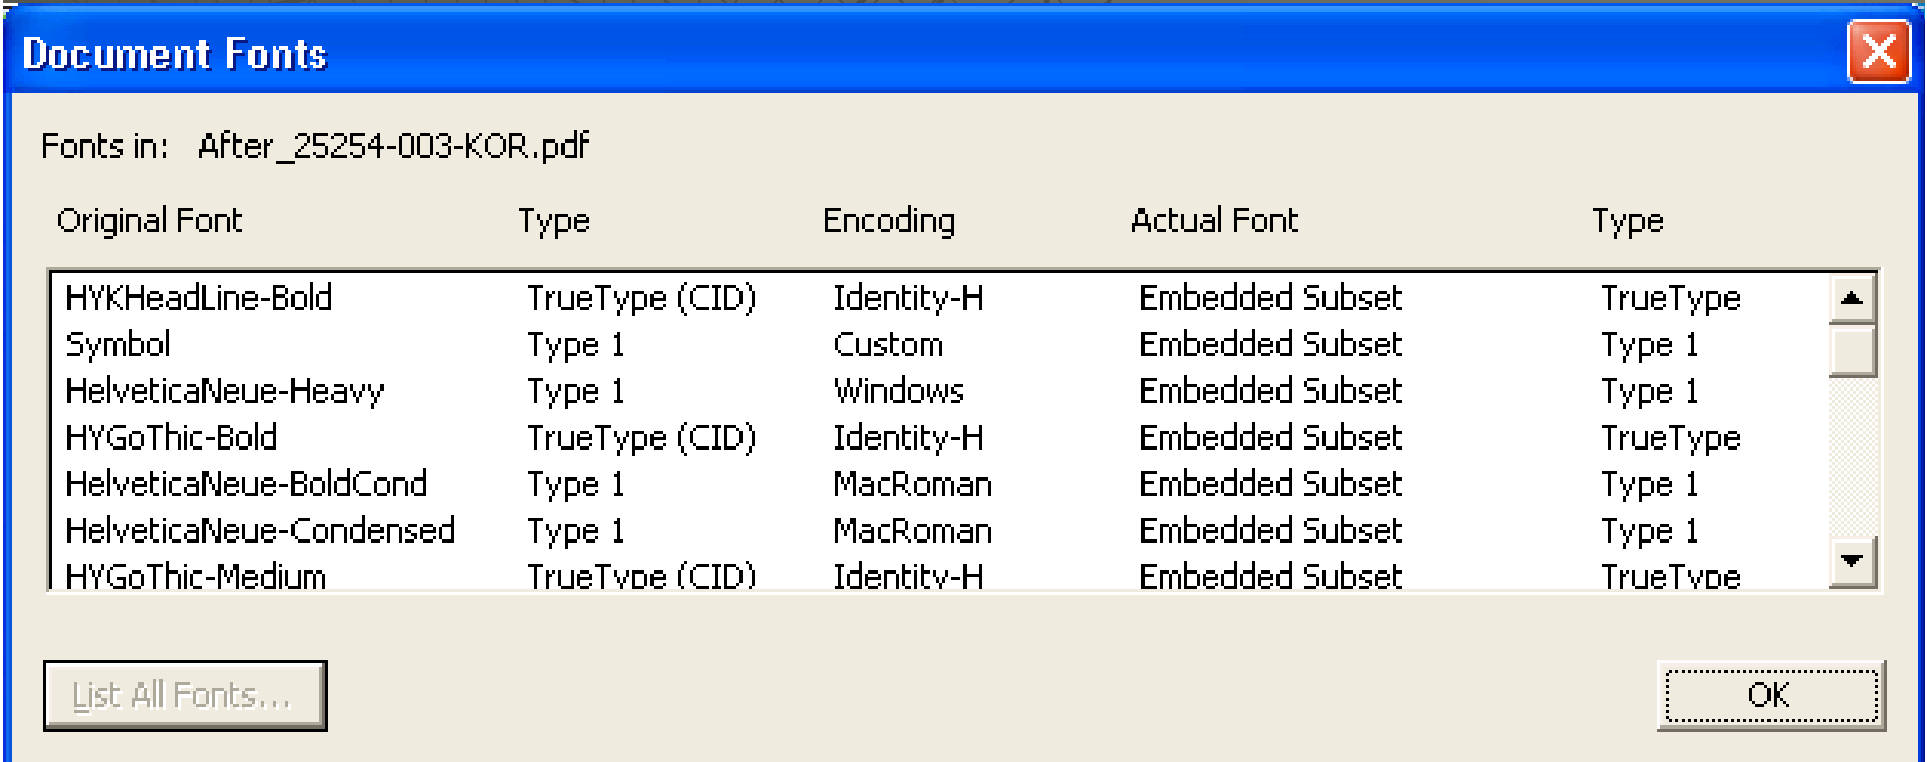 Document Fonts
Fonts in: After_25254-003-KOR.pdf
Original Font Type Encoding Actual Font Type
HYKHeadLine-Bold TrueType (CID) Identity-H Embedded Subset TrueType
Symbol Type 1 Custom Embedded Subset Type 1
HelveticaNeue-Heavy Type 1 Windows Embedded Subset Type 1
HYGoThic-Bold TrueType (CID) Identity-H Embedded Subset TrueType
HelveticaNeue-BoldCond Type 1 MacRoman Embedded Subset Type 1
HelveticaNeue-Condensed Type 1 MacRoman Embedded Subset Type 1
HYGoThic-Medium TrueType (CID) Identity-H Embedded Subset TrueType
List All Fonts... OK